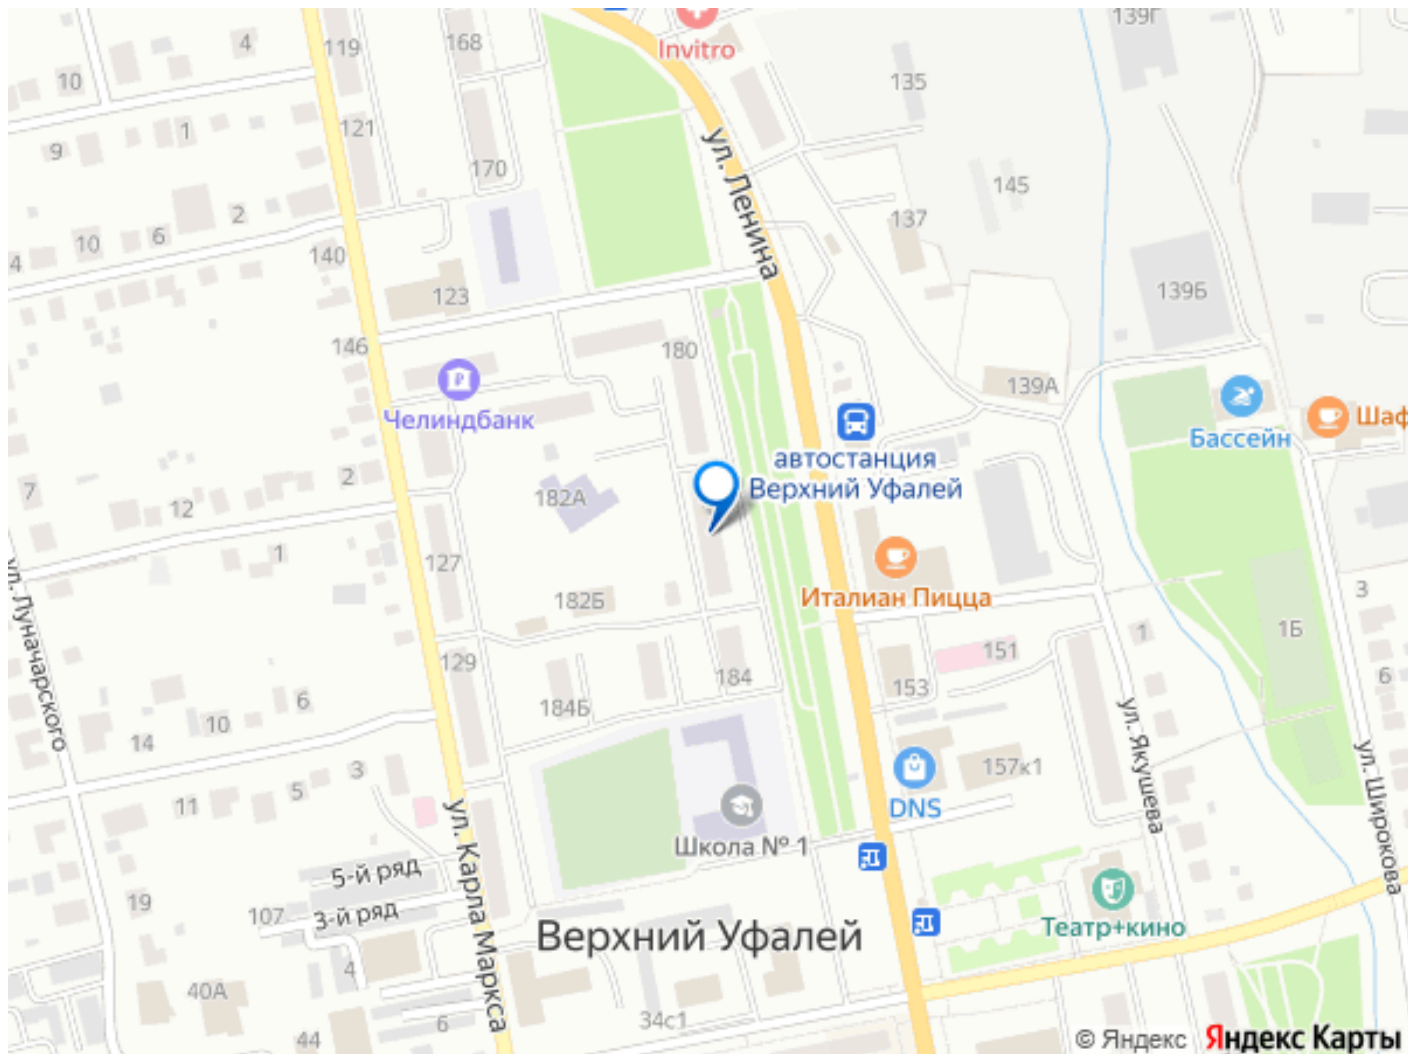 139Г
4
119
168
Invitro
10
135
1
121
9
170
ул. Ленина
145
2
137
10
6
140
4
123
139Б
146
180
139А
Челиндбанк
Бассейн
Шаф
автостанция
Верхний Уфалей
2
7
12
182А
1
127
Италиан Пицца
182Б
3
ул. Луначарского
1
1Б
129
151
184
6
153
6
184Б
10
14
ул. Якушева
ул. Широкова
3
157к1
5
11
DNS
ул. Карла Маркса
Школа № 1
5-й ряд
19
107
3-й ряд
Театр+кино
Верхний Уфалей
4
40А
34с1
6
44
© Яндекс Яндекс Карты